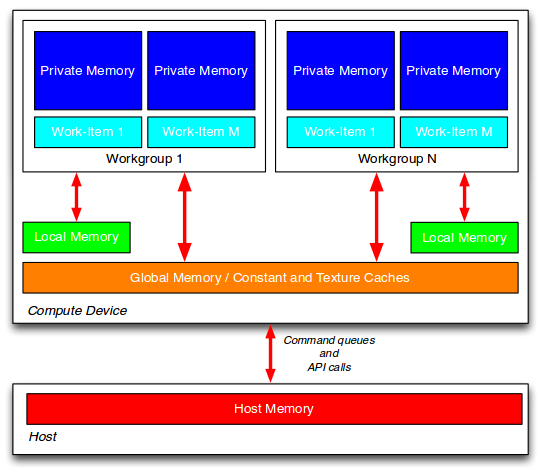 Private Memory
Private Memory
Private Memory
Private Memory
Work-Item 1
Work-Item M
Work-Item 1
Work-Item M
Workgroup 1
Workgroup N
Local Memory
Local Memory
Global Memory / Constant and Texture Caches
Compute Device
Command queues
and
API calls
Host Memory
Host